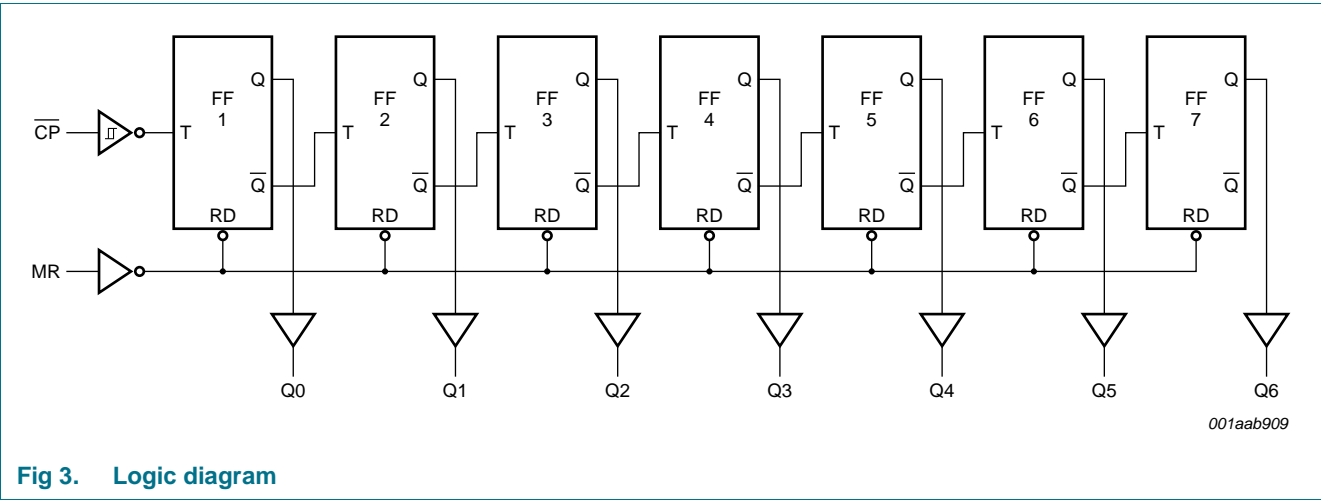 Q Q Q Q Q Q Q
FF FF FF FF FF FF FF
1 2 3 4 5 6 7
C̅P̅ T T T T T T T
Q̅ Q̅ Q̅ Q̅ Q̅ Q̅ Q̅
RD RD RD RD RD RD RD
MR
Q0 Q1 Q2 Q3 Q4 Q5 Q6
001aab909
Fig 3. Logic diagram